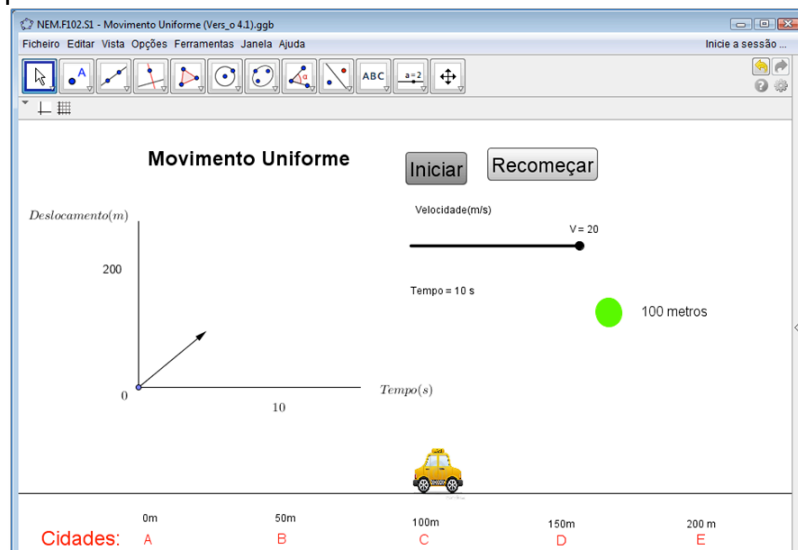 NEM.F102.S1 - Movimento Uniforme (Vers_o 4.1).ggb
Ficheiro Editar Vista Opções Ferramentas Janela Ajuda
Inicie a sessão ...
A
α
ABC
a=2
Movimento Uniforme
Iniciar
Recomeçar
Velocidade(m/s)
V = 20
Deslocamento(m)
200
Tempo = 10 s
100 metros
0
10
Tempo(s)
TAXI
0m 50m 100m 150m 200 m
Cidades: A B C D E